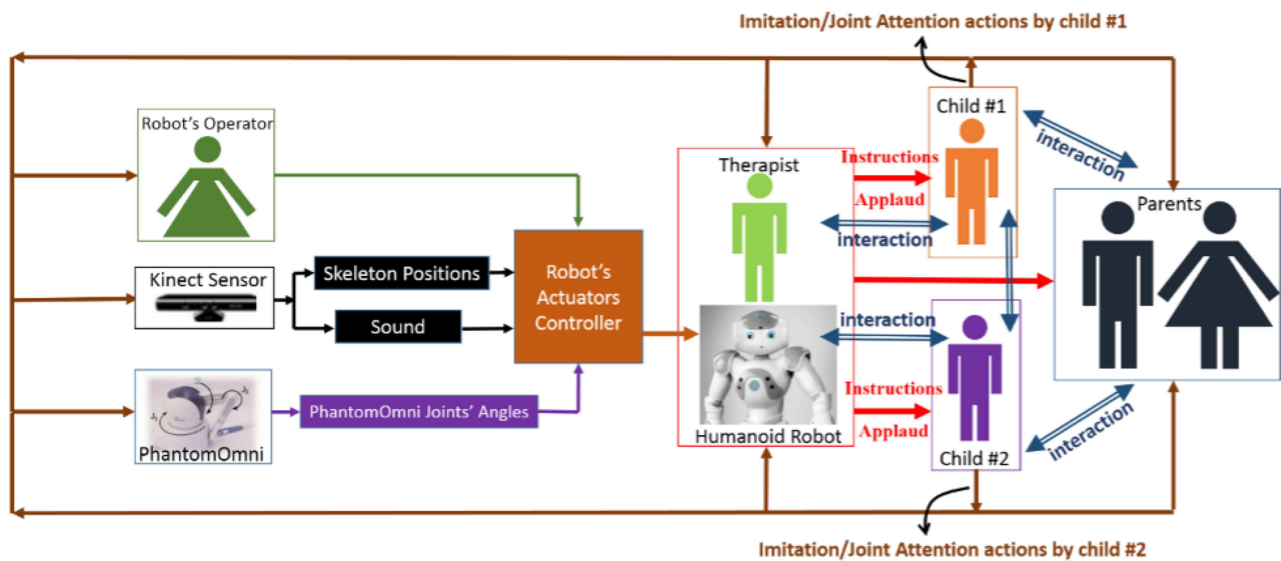 Imitation/Joint Attention actions by child #1
Robot's Operator
Child #1
interaction
Therapist
Instructions
Applaud
interaction
Parents
Kinect Sensor
Skeleton Positions
Sound
Robot's
Actuators
Controller
interaction
PhantomOmni Joints' Angles
PhantomOmni
Humanoid Robot
Instructions
Applaud
Child #2
interaction
Imitation/Joint Attention actions by child #2